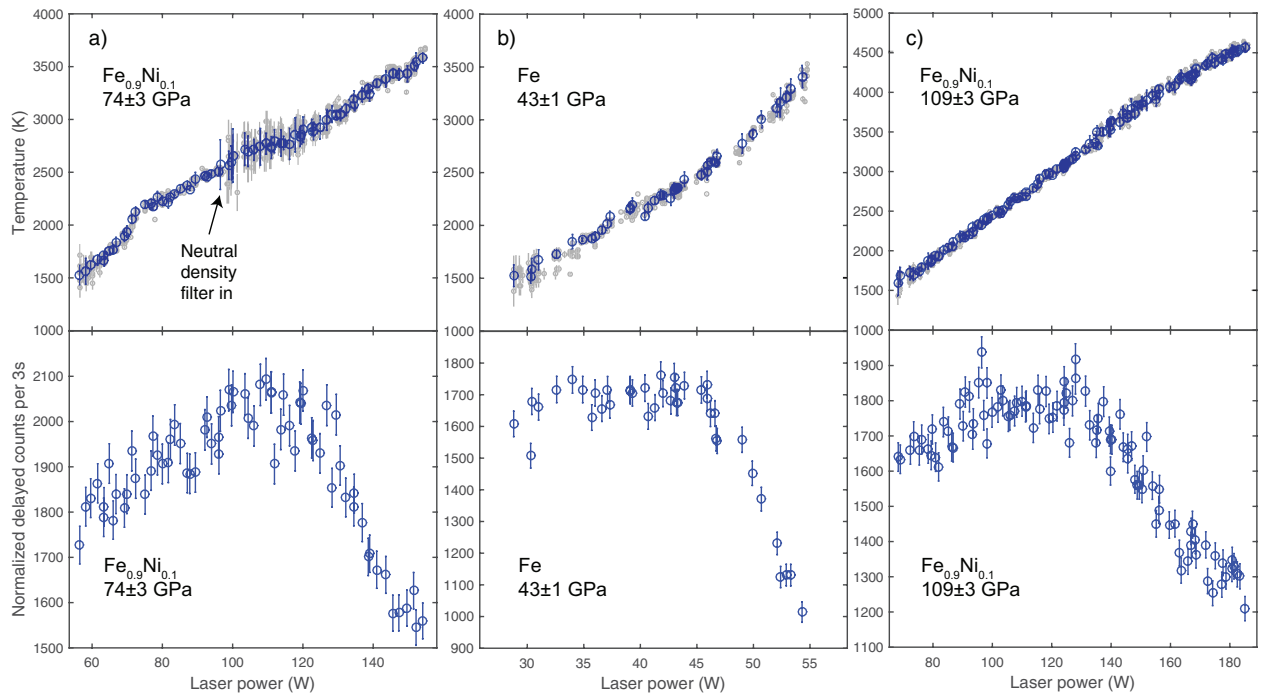 a)
Fe0.9Ni0.1
74±3 GPa
Neutral
density
filter in
Temperature (K)
4000
3500
3000
2500
2000
1500
1000
b)
Fe
43±1 GPa
4000
3500
3000
2500
2000
1500
1000
c)
Fe0.9Ni0.1
109±3 GPa
5000
4500
4000
3500
3000
2500
2000
1500
1000
Normalized delayed counts per 3s
2100
2000
1900
1800
1700
1600
1500
Fe0.9Ni0.1
74±3 GPa
60 80 100 120 140
Laser power (W)
1800
1700
1600
1500
1400
1300
1200
1100
1000
900
Fe
43±1 GPa
30 35 40 45 50 55
Laser power (W)
1900
1800
1700
1600
1500
1400
1300
1200
1100
Fe0.9Ni0.1
109±3 GPa
80 100 120 140 160 180
Laser power (W)